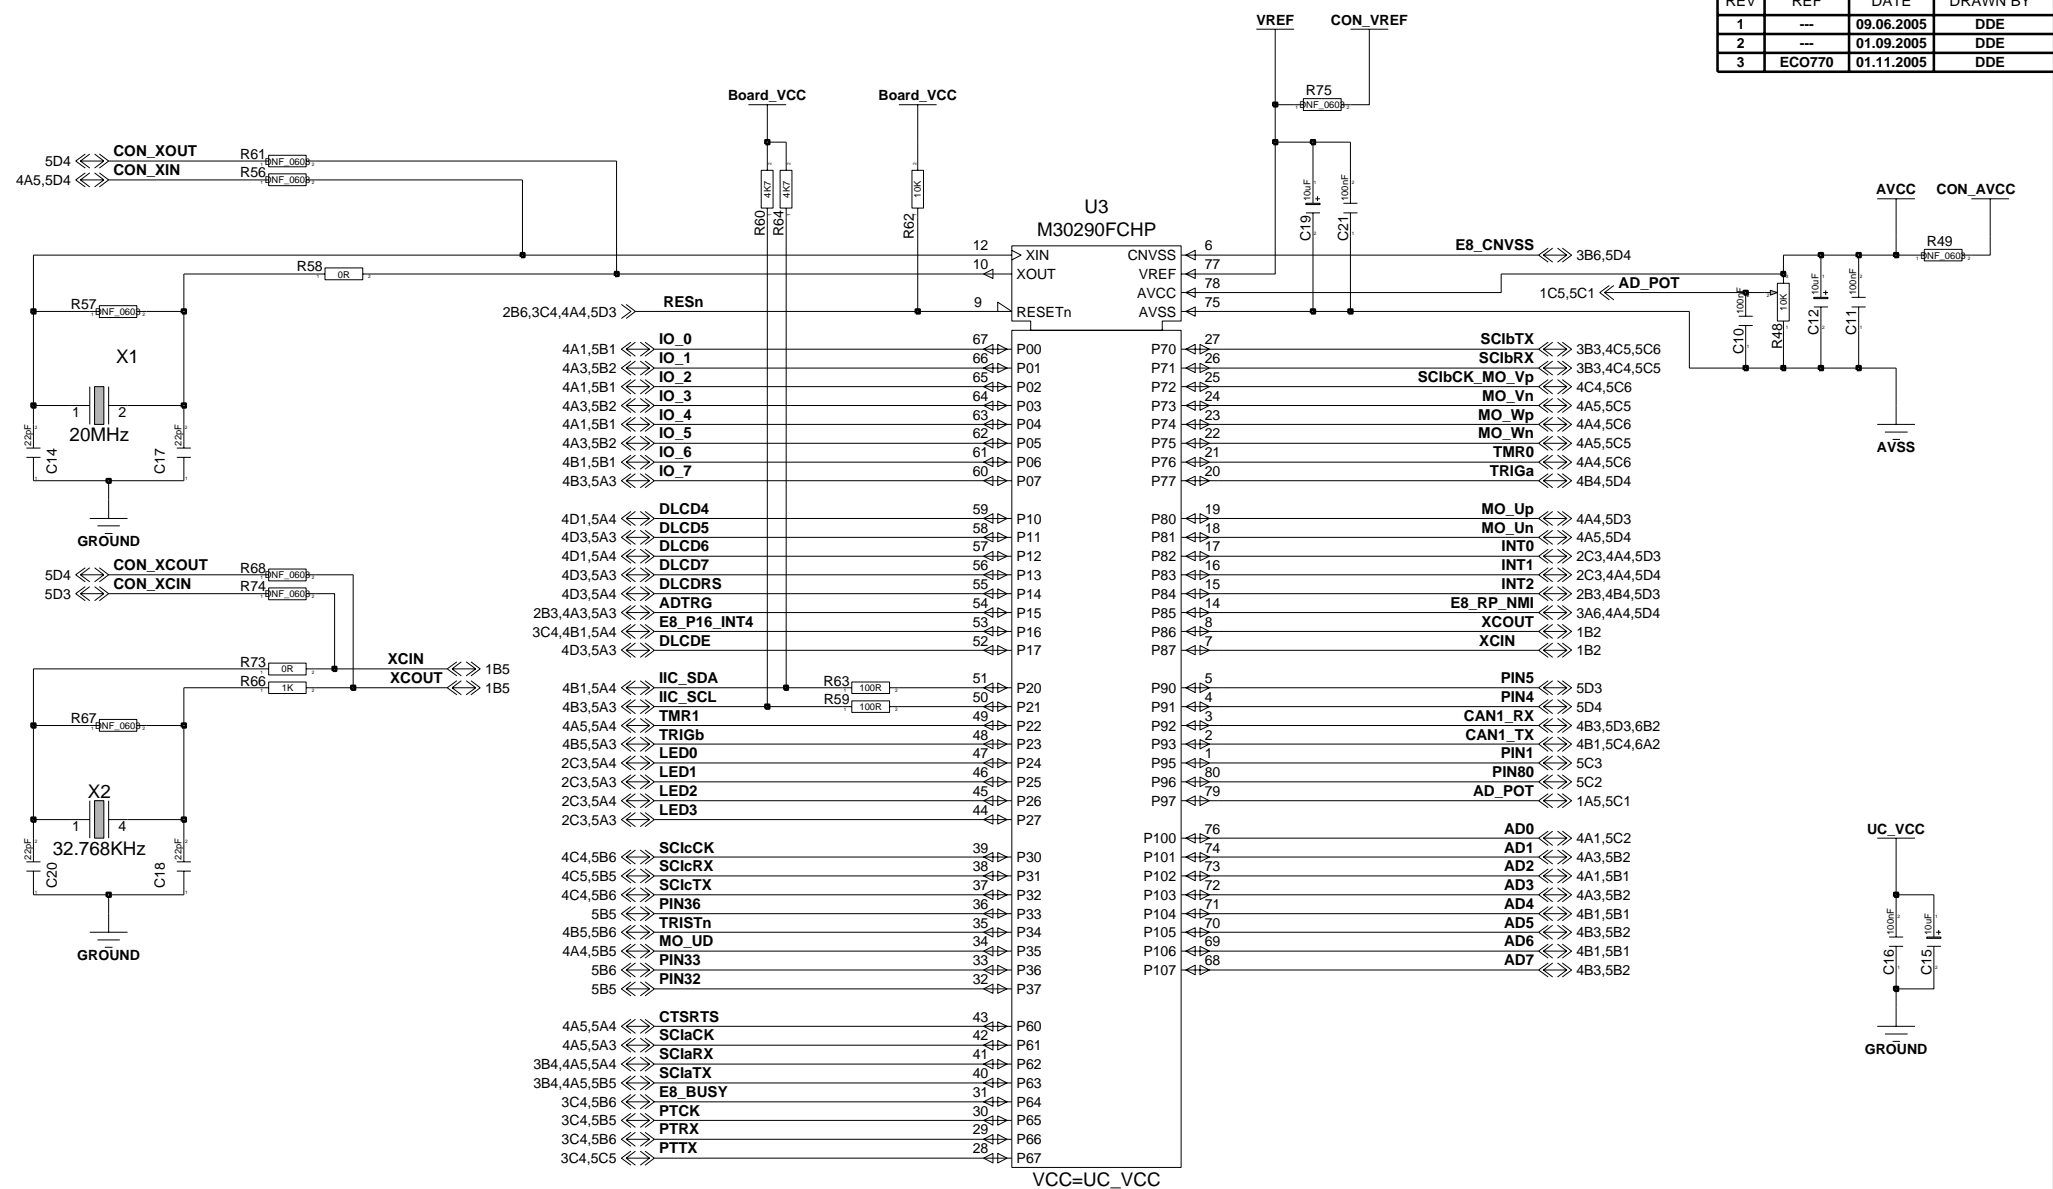 REV REF DATE DRAWN BY
1 --- 09.06.2005 DDE
2 --- 01.09.2005 DDE
3 ECO770 01.11.2005 DDE
VREF CON_VREF
R75
DNF_0603
Board_VCC Board_VCC
5D4 CON_XOUT R61 DNF_0603
4A5,5D4 CON_XIN R56 DNF_0603
R60 4K7 R64 4K7 R62 10K
C19 10uF + C21 100nF
AVCC CON_AVCC
R49 DNF_0603
U3
M30290FCHP
R58 0R
12 XIN
10 XOUT
2B6,3C4,4A4,5D3 RESn 9 RESETn
CNVSS 6 E8_CNVSS 3B6,5D4
VREF 77
AVCC 78
AVSS 75
1C5,5C1 AD_POT
C10 100nF R48 10K C12 10uF + C11 100nF
AVSS
R57 DNF_0603
X1
1 2
20MHz
C14 22pF C17 22pF
GROUND
4A1,5B1 IO_0 67 P00
4A3,5B2 IO_1 66 P01
4A1,5B1 IO_2 65 P02
4A3,5B2 IO_3 64 P03
4A1,5B1 IO_4 63 P04
4A3,5B2 IO_5 62 P05
4B1,5B1 IO_6 61 P06
4B3,5A3 IO_7 60 P07
4D1,5A4 DLCD4 59 P10
4D3,5A3 DLCD5 58 P11
4D1,5A4 DLCD6 57 P12
4D3,5A3 DLCD7 56 P13
4D3,5A4 DLCDRS 55 P14
2B3,4A3,5A3 ADTRG 54 P15
3C4,4B1,5A4 E8_P16_INT4 53 P16
4D3,5A3 DLCDE 52 P17
4B1,5A4 IIC_SDA R63 100R 51 P20
4B3,5A3 IIC_SCL R59 100R 50 P21
4A5,5A4 TMR1 49 P22
4B5,5A3 TRIGb 48 P23
2C3,5A4 LED0 47 P24
2C3,5A3 LED1 46 P25
2C3,5A4 LED2 45 P26
2C3,5A3 LED3 44 P27
4C4,5B6 SCIcCK 39 P30
4C5,5B5 SCIcRX 38 P31
4C4,5B6 SCIcTX 37 P32
5B5 PIN36 36 P33
4B5,5B6 TRISTn 35 P34
4A4,5B5 MO_UD 34 P35
5B6 PIN33 33 P36
5B5 PIN32 32 P37
4A5,5A4 CTSRTS 43 P60
4A5,5A3 SCIaCK 42 P61
3B4,4A5,5A4 SCIaRX 41 P62
3B4,4A5,5B5 SCIaTX 40 P63
3C4,5B6 E8_BUSY 31 P64
3C4,5B5 PTCK 30 P65
3C4,5B6 PTRX 29 P66
3C4,5C5 PTTX 28 P67
P70 27 SCIbTX 3B3,4C5,5C6
P71 26 SCIbRX 3B3,4C4,5C5
P72 25 SCIbCK_MO_Vp 4C4,5C6
P73 24 MO_Vn 4A5,5C5
P74 23 MO_Wp 4A4,5C6
P75 22 MO_Wn 4A5,5C5
P76 21 TMR0 4A4,5C6
P77 20 TRIGa 4B4,5D4
P80 19 MO_Up 4A4,5D3
P81 18 MO_Un 4A5,5D4
P82 17 INT0 2C3,4A4,5D3
P83 16 INT1 2C3,4A4,5D4
P84 15 INT2 2B3,4B4,5D3
P85 14 E8_RP_NMI 3A6,4A4,5D4
P86 8 XCOUT 1B2
P87 7 XCIN 1B2
P90 5 PIN5 5D3
P91 4 PIN4 5D4
P92 3 CAN1_RX 4B3,5D3,6B2
P93 2 CAN1_TX 4B1,5C4,6A2
P95 1 PIN1 5C3
P96 80 PIN80 5C2
P97 79 AD_POT 1A5,5C1
P100 76 AD0 4A1,5C2
P101 74 AD1 4A3,5B2
P102 73 AD2 4A1,5B1
P103 72 AD3 4A3,5B2
P104 71 AD4 4B1,5B1
P105 70 AD5 4B3,5B2
P106 69 AD6 4B1,5B1
P107 68 AD7 4B3,5B2
VCC=UC_VCC
5D4 CON_XCOUT R68 DNF_0603
5D3 CON_XCIN R74 DNF_0603
R73 0R XCIN 1B5
R66 1K XCOUT 1B5
R67 DNF_0603
X2
1 4
32.768KHz
C20 22pF C18 22pF
GROUND
UC_VCC
C16 100nF C15 10uF +
GROUND